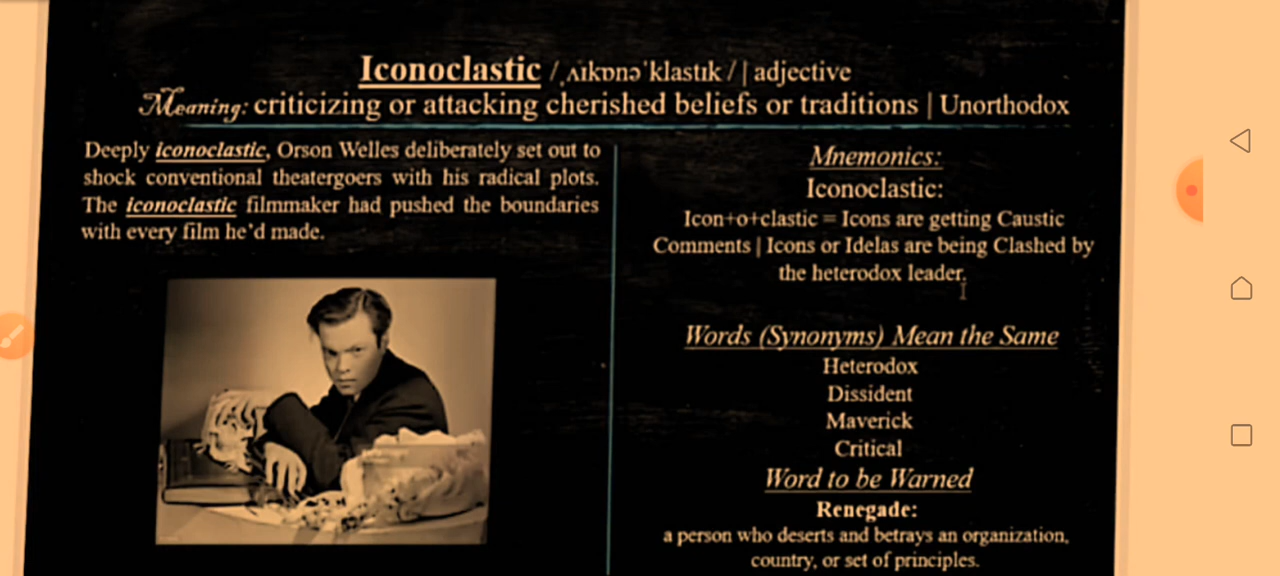 Iconoclastic /ˌʌɪkɒnəˈklastɪk / | adjective
Meaning: criticizing or attacking cherished beliefs or traditions | Unorthodox
Deeply iconoclastic, Orson Welles deliberately set out to
shock conventional theatergoers with his radical plots.
The iconoclastic filmmaker had pushed the boundaries
with every film he’d made.
Mnemonics:
Iconoclastic:
Icon+o+clastic = Icons are getting Caustic
Comments | Icons or Idelas are being Clashed by
the heterodox leader.
Words (Synonyms) Mean the Same
Heterodox
Dissident
Maverick
Critical
Word to be Warned
Renegade:
a person who deserts and betrays an organization,
country, or set of principles.